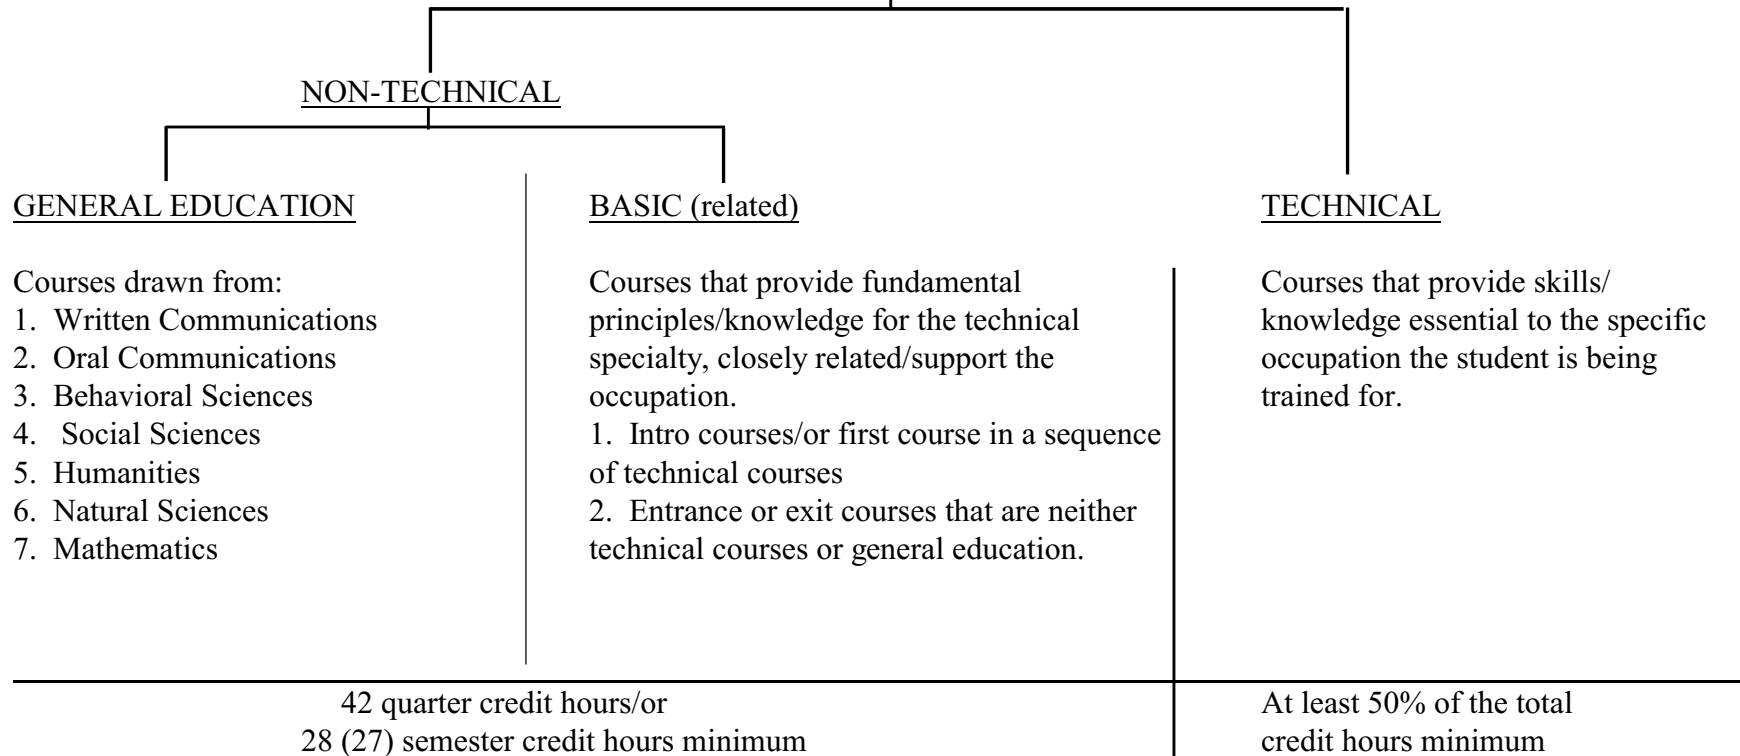 NON-TECHNICAL
GENERAL EDUCATION
Courses drawn from:
1. Written Communications
2. Oral Communications
3. Behavioral Sciences
4. Social Sciences
5. Humanities
6. Natural Sciences
7. Mathematics
BASIC (related)
Courses that provide fundamental
principles/knowledge for the technical
specialty, closely related/support the
occupation.
1. Intro courses/or first course in a sequence
of technical courses
2. Entrance or exit courses that are neither
technical courses or general education.
TECHNICAL
Courses that provide skills/
knowledge essential to the specific
occupation the student is being
trained for.
42 quarter credit hours/or
28 (27) semester credit hours minimum
At least 50% of the total
credit hours minimum